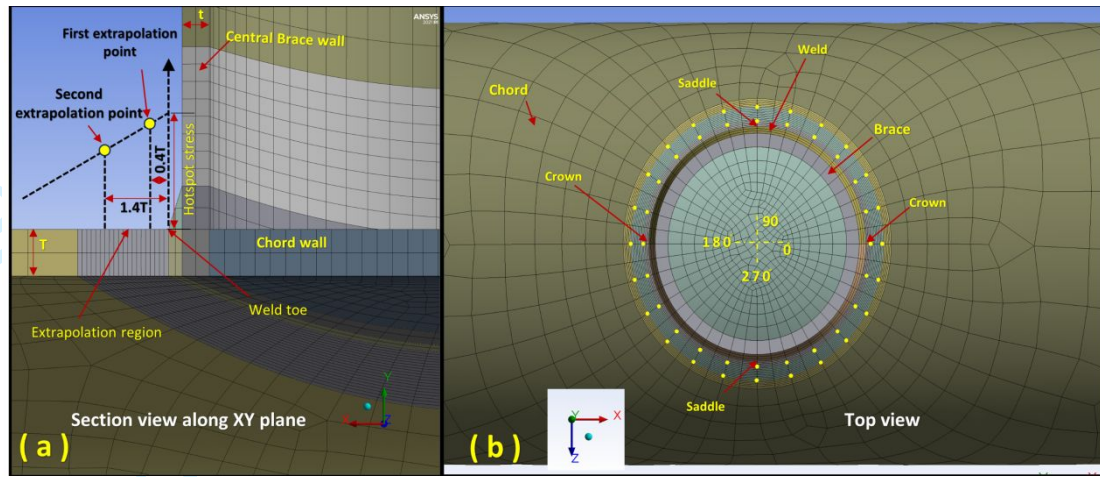 t
ANSYS
First extrapolation
point
Central Brace wall
Second
extrapolation point
Hotspot stress
0.4T
1.4T
T
Chord wall
Extrapolation region
Weld toe
Y
X
Z
Section view along XY plane
( a )
Weld
Saddle
Chord
Brace
Crown
Crown
90
180
0
270
Saddle
Y
X
Z
Top view
( b )